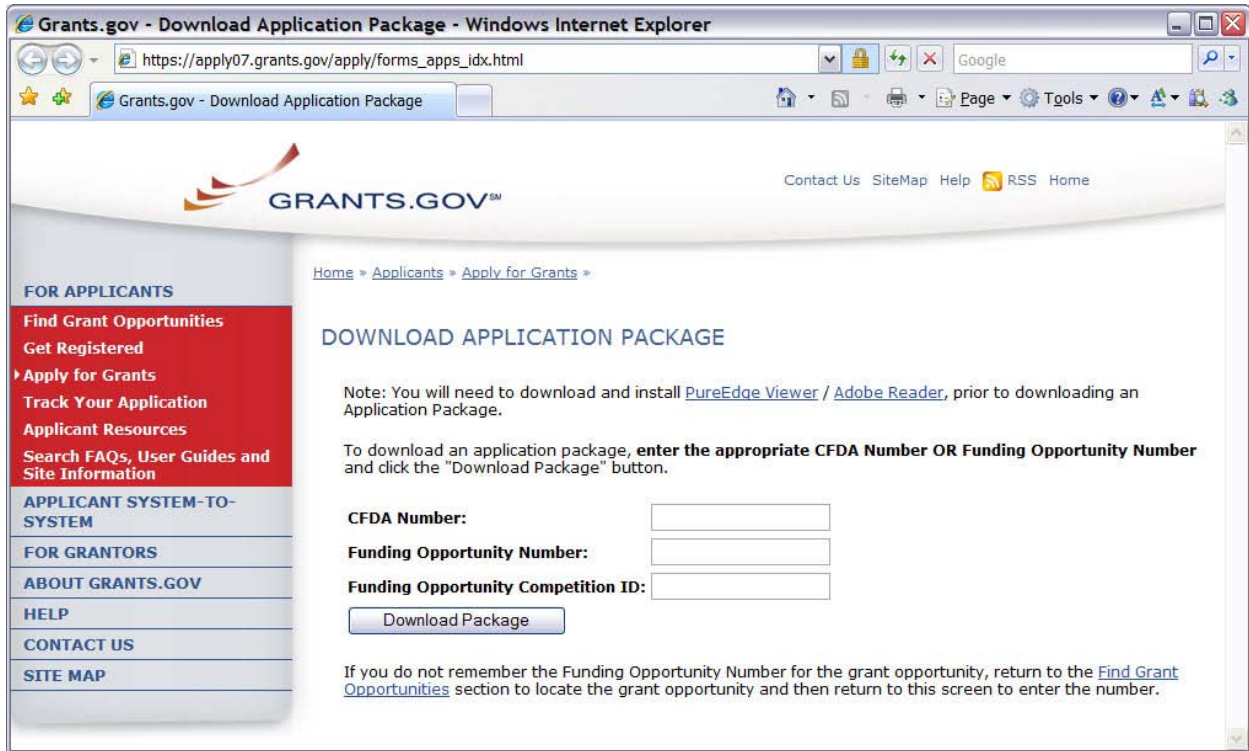 Grants.gov - Download Application Package - Windows Internet Explorer
https://apply07.grants.gov/apply/forms_apps_idx.html
Google
Grants.gov - Download Application Package
Page
Tools
GRANTS.GOV℠
Contact Us SiteMap Help RSS Home
FOR APPLICANTS
Find Grant Opportunities
Get Registered
Apply for Grants
Track Your Application
Applicant Resources
Search FAQs, User Guides and
Site Information
APPLICANT SYSTEM-TO-
SYSTEM
FOR GRANTORS
ABOUT GRANTS.GOV
HELP
CONTACT US
SITE MAP
Home » Applicants » Apply for Grants »
DOWNLOAD APPLICATION PACKAGE
Note: You will need to download and install PureEdge Viewer / Adobe Reader, prior to downloading an
Application Package.
To download an application package, enter the appropriate CFDA Number OR Funding Opportunity Number
and click the "Download Package" button.
CFDA Number:
Funding Opportunity Number:
Funding Opportunity Competition ID:
Download Package
If you do not remember the Funding Opportunity Number for the grant opportunity, return to the Find Grant
Opportunities section to locate the grant opportunity and then return to this screen to enter the number.